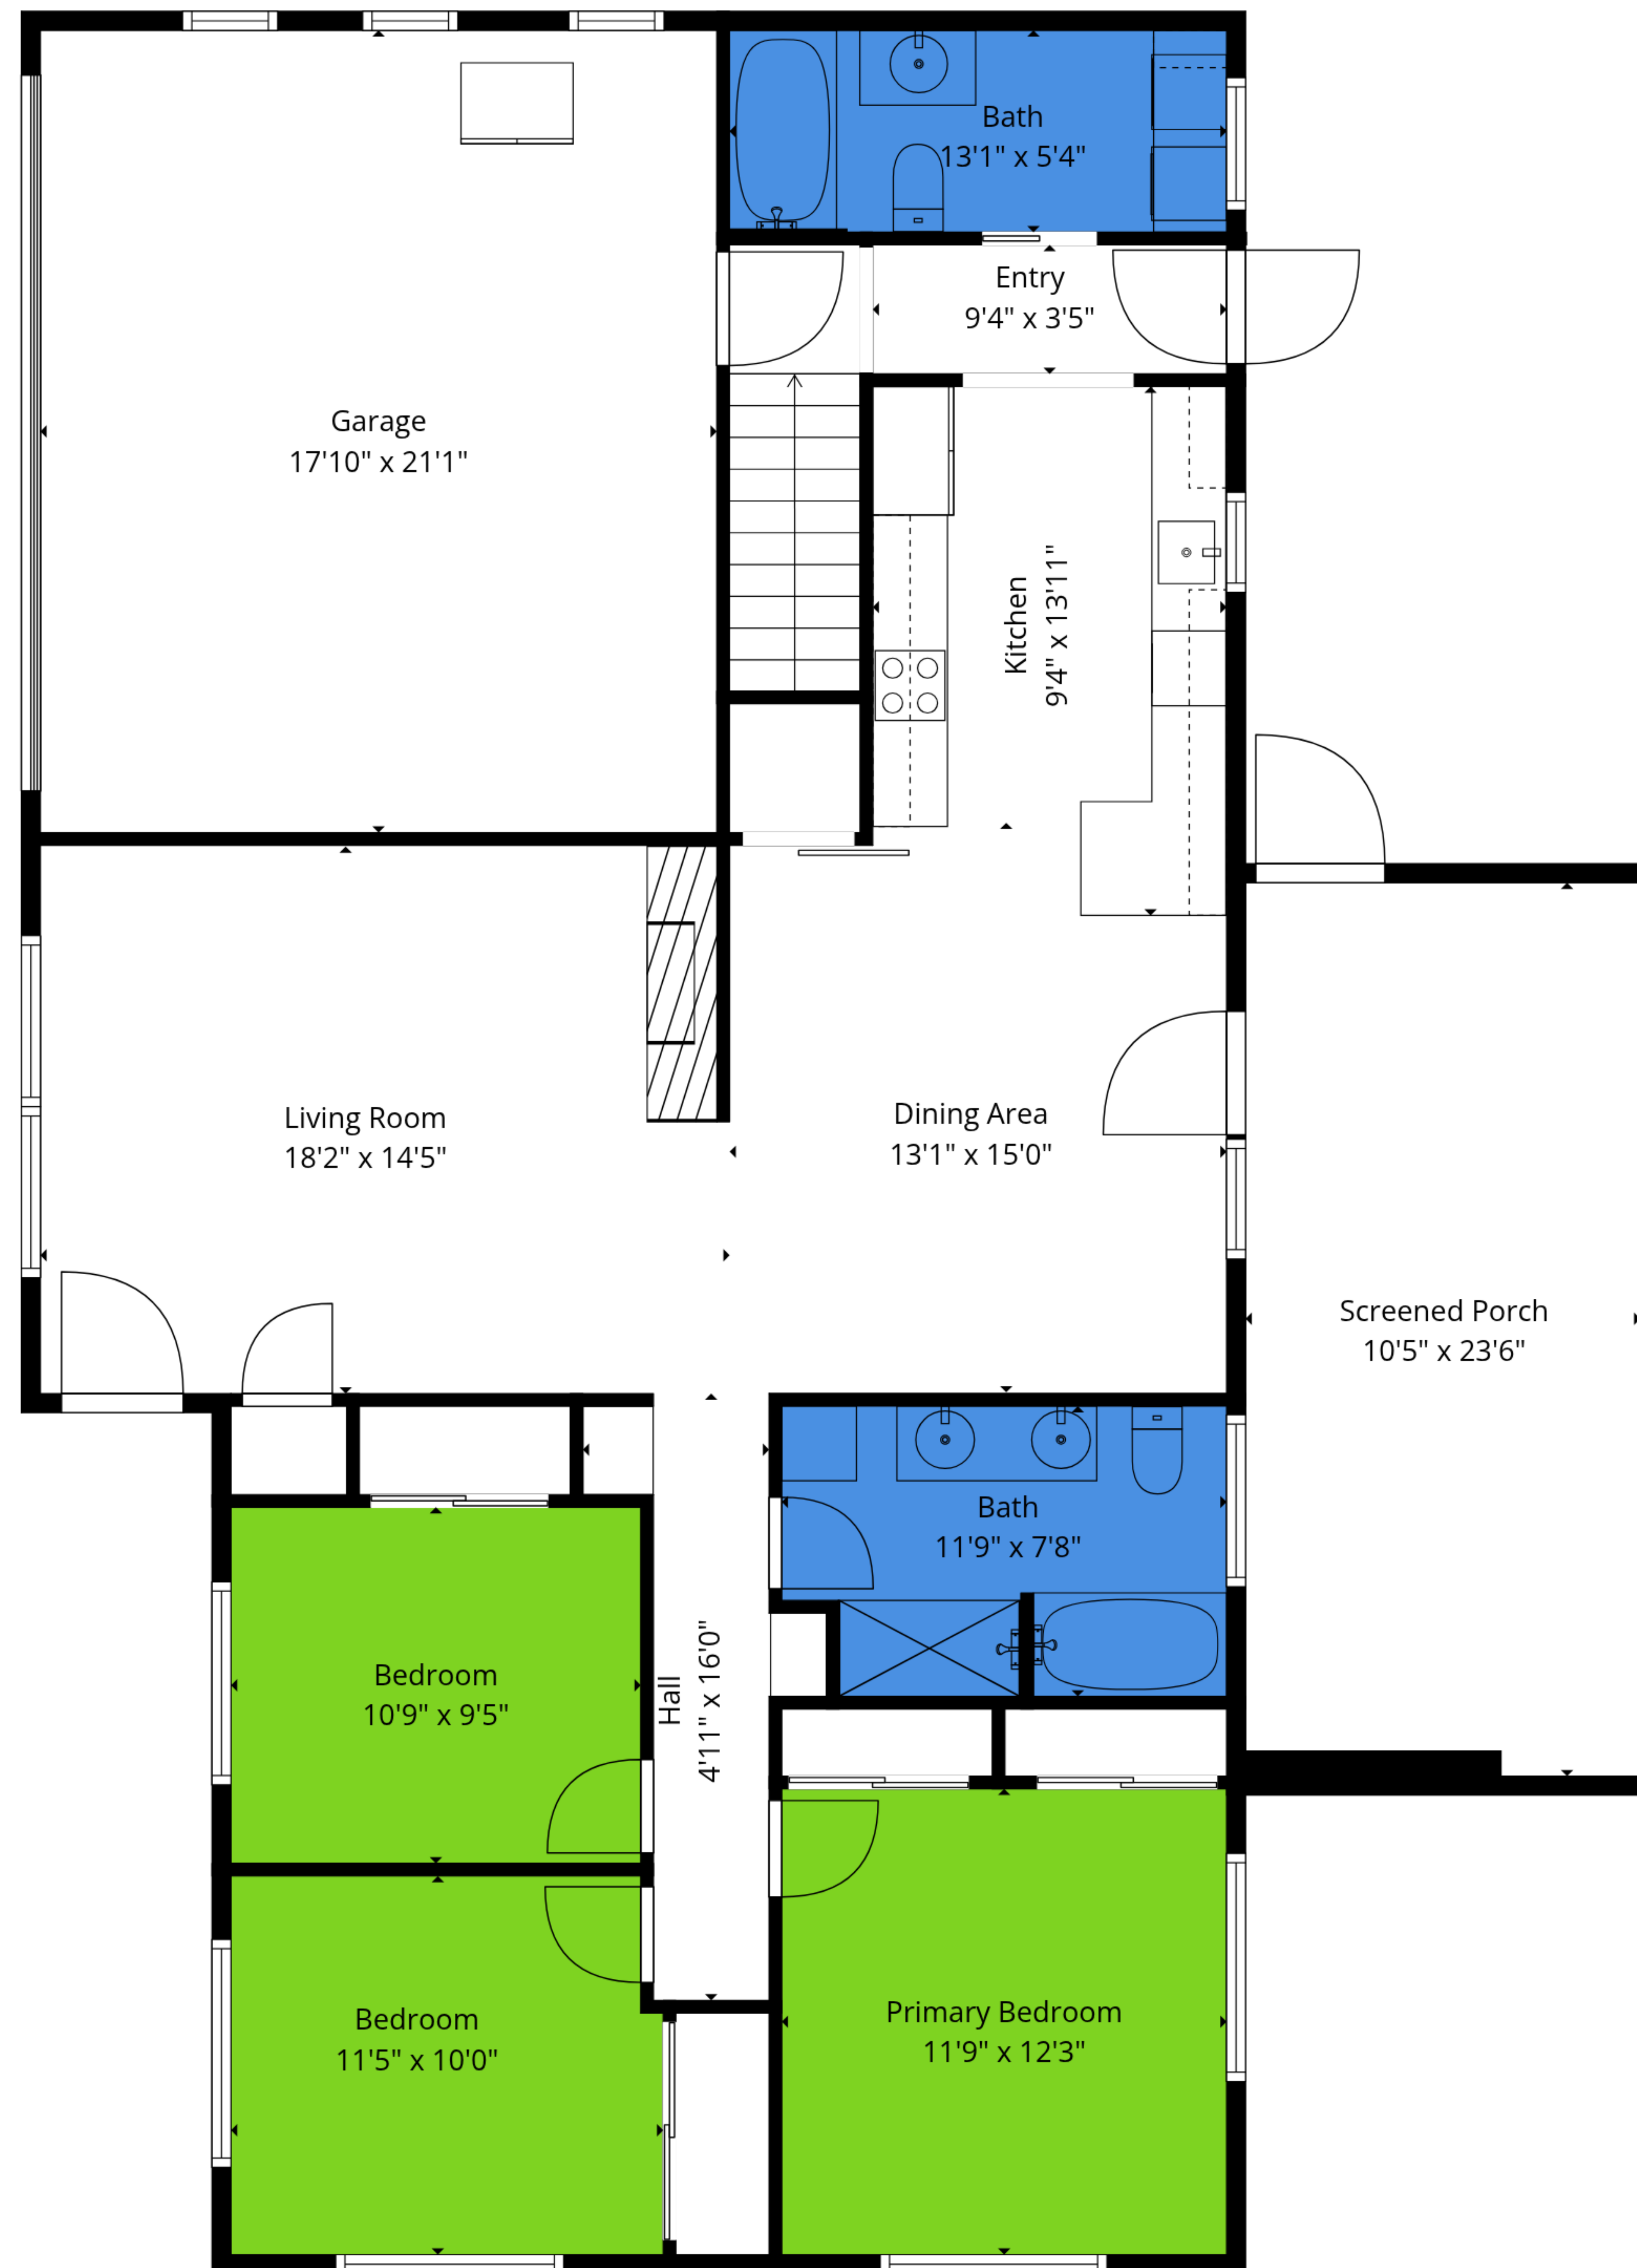 Bath
13'1" x 5'4"
Entry
9'4" x 3'5"
Garage
17'10" x 21'1"
Kitchen
9'4" x 13'11"
Living Room
18'2" x 14'5"
Dining Area
13'1" x 15'0"
Screened Porch
10'5" x 23'6"
Bath
11'9" x 7'8"
Bedroom
10'9" x 9'5"
Hall
4'11" x 16'0"
Bedroom
11'5" x 10'0"
Primary Bedroom
11'9" x 12'3"